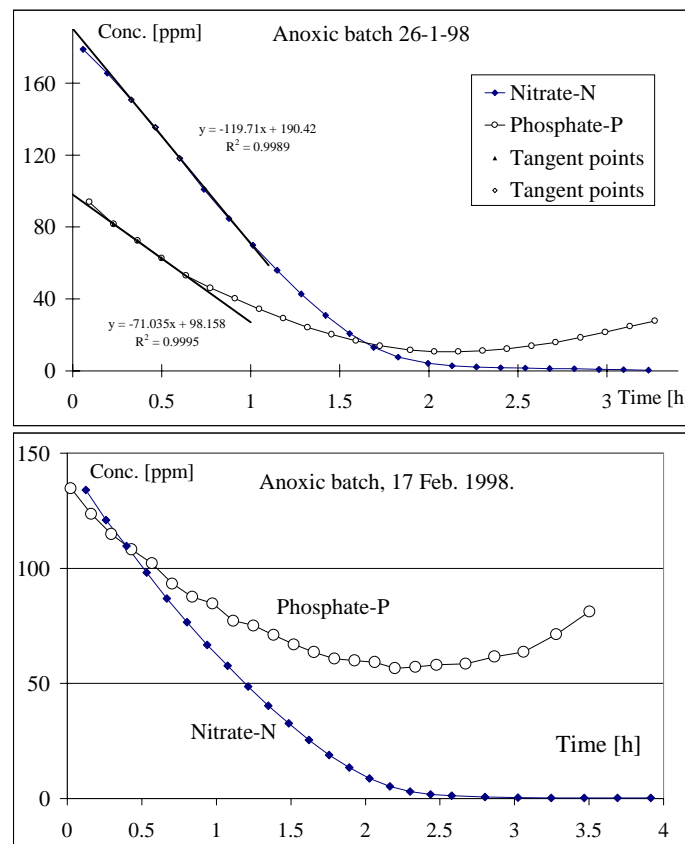 Conc. [ppm]
Anoxic batch 26-1-98
160
120
80
40
0
y = -119.71x + 190.42
R² = 0.9989
Nitrate-N
Phosphate-P
Tangent points
Tangent points
y = -71.035x + 98.158
R² = 0.9995
0
0.5
1
1.5
2
2.5
3
Time [h]
150
100
50
0
Conc. [ppm]
Anoxic batch, 17 Feb. 1998.
Phosphate-P
Nitrate-N
Time [h]
0
0.5
1
1.5
2
2.5
3
3.5
4